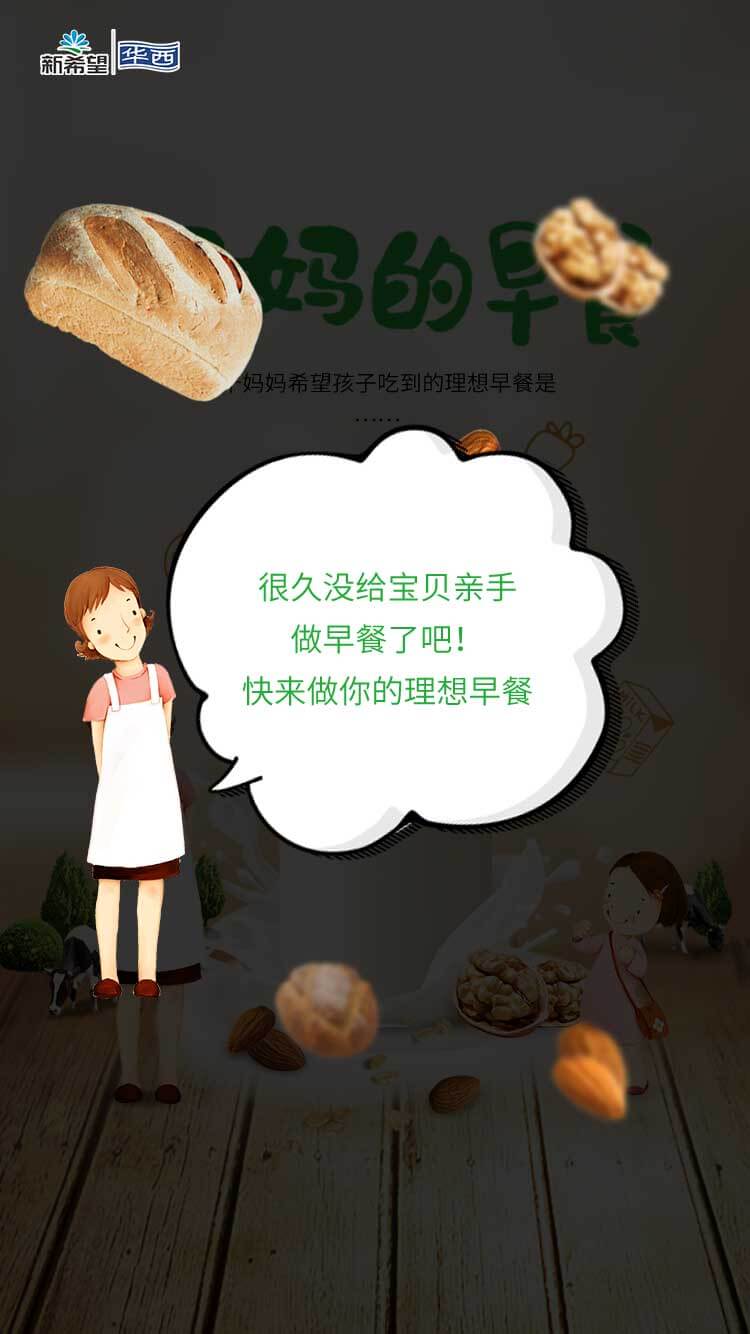 新希望 华西
妈的早餐
妈妈希望孩子吃到的理想早餐是
……
很久没给宝贝亲手
做早餐了吧！
快来做你的理想早餐
MILK